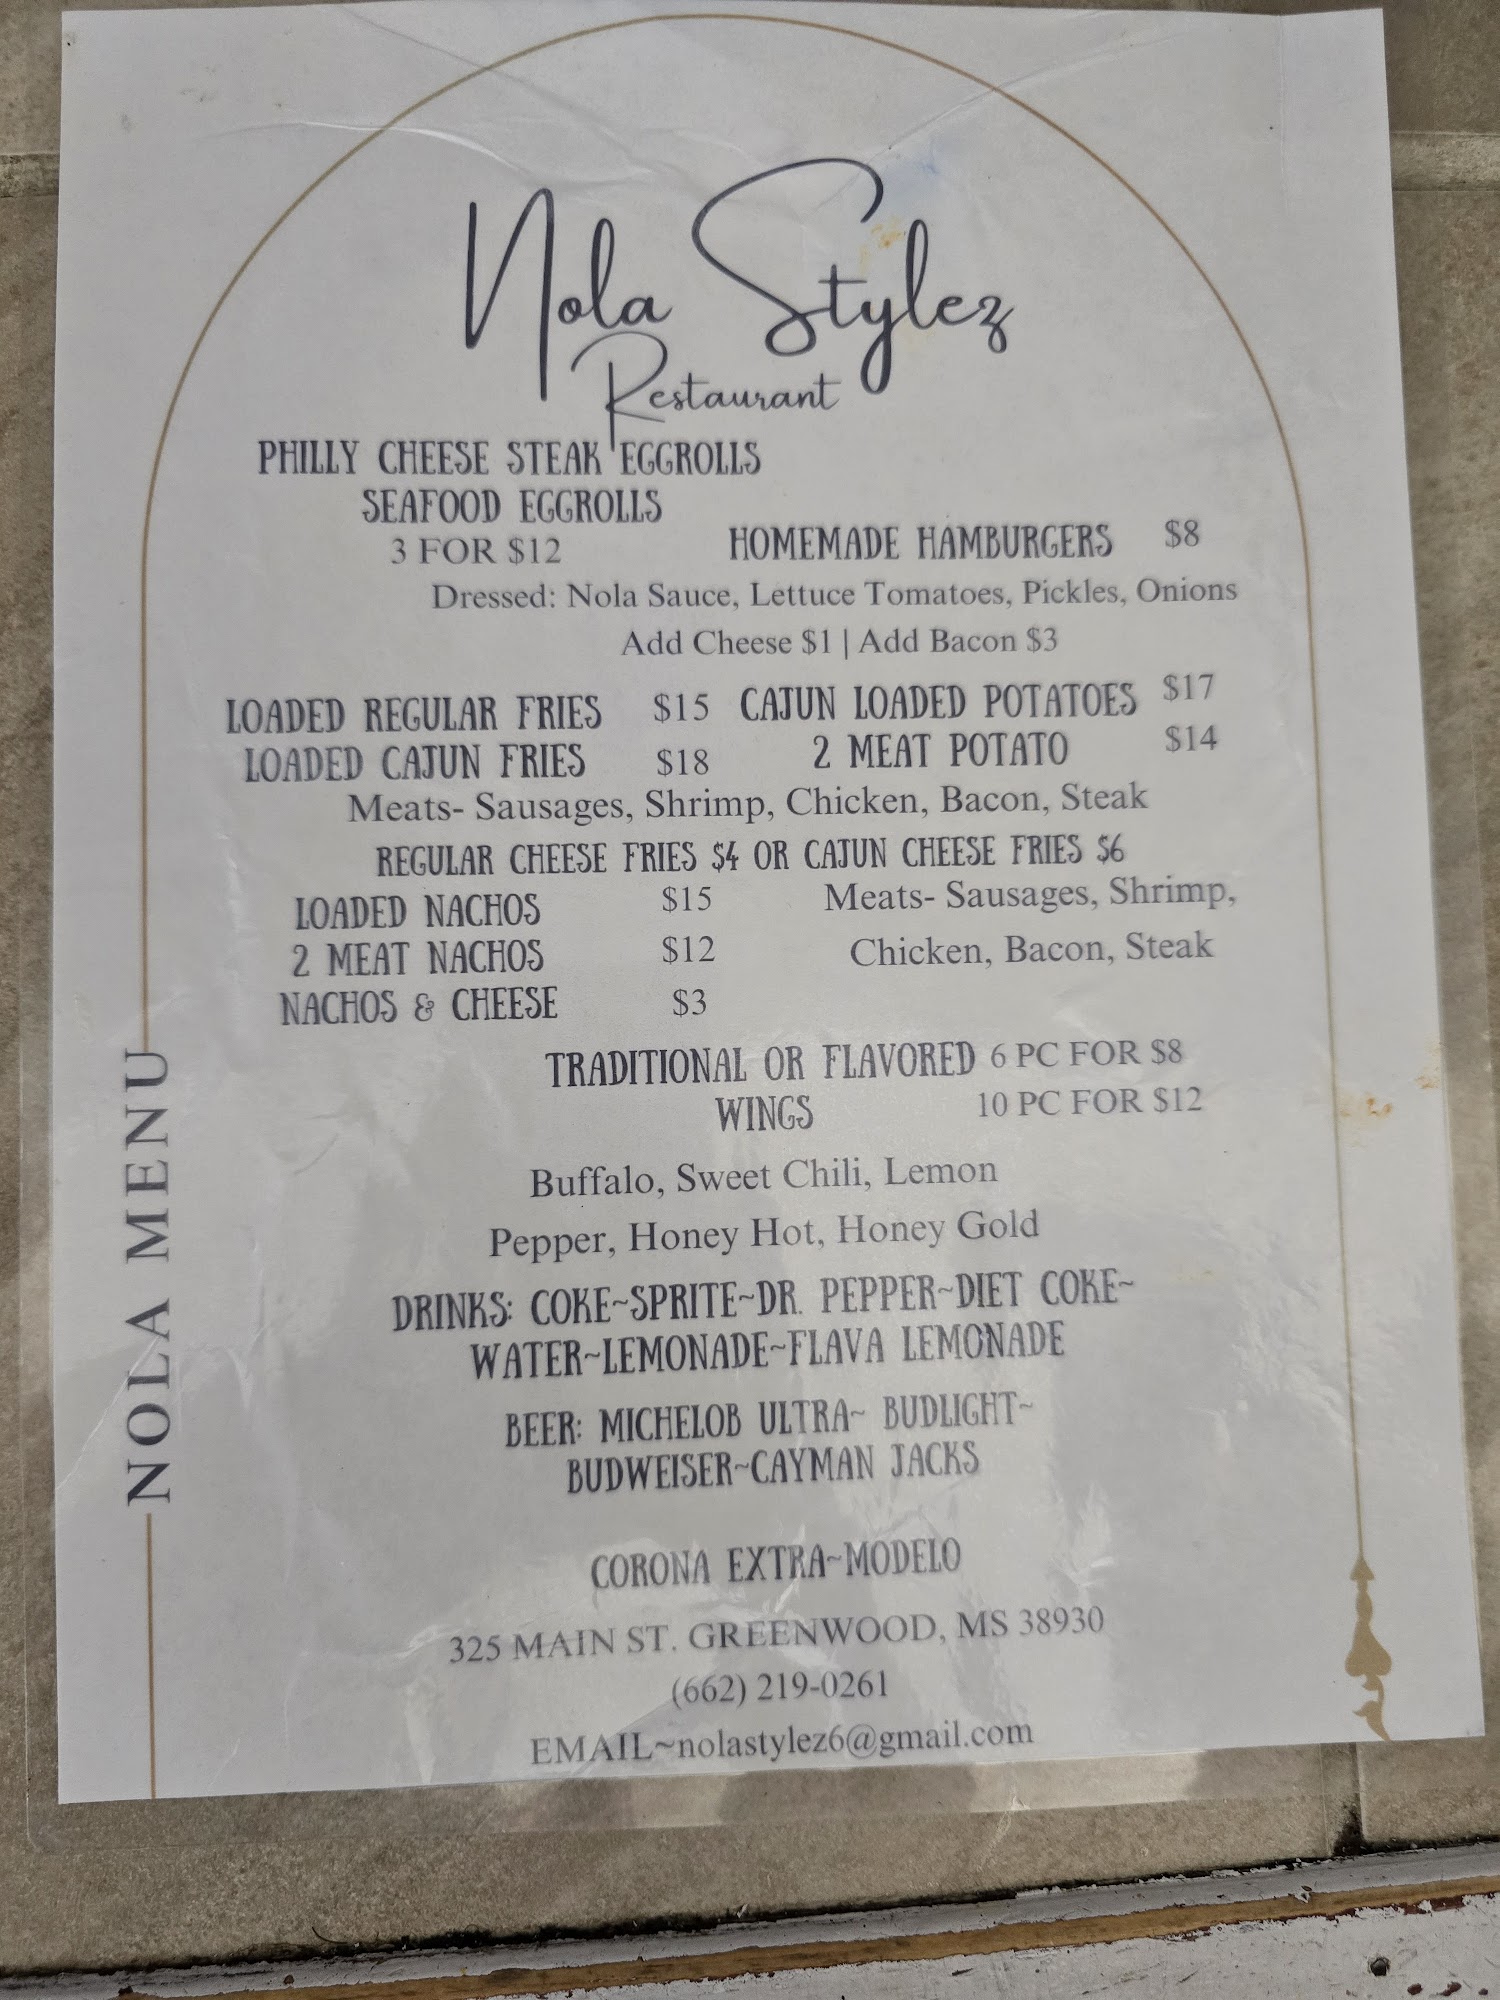 Nola Stylez
Restaurant
PHILLY CHEESE STEAK EGGROLLS
SEAFOOD EGGROLLS
3 FOR $12
HOMEMADE HAMBURGERS $8
Dressed: Nola Sauce, Lettuce Tomatoes, Pickles, Onions
Add Cheese $1 | Add Bacon $3
LOADED REGULAR FRIES $15 CAJUN LOADED POTATOES $17
LOADED CAJUN FRIES $18 2 MEAT POTATO $14
Meats- Sausages, Shrimp, Chicken, Bacon, Steak
REGULAR CHEESE FRIES $4 OR CAJUN CHEESE FRIES $6
LOADED NACHOS $15 Meats- Sausages, Shrimp,
2 MEAT NACHOS $12 Chicken, Bacon, Steak
NACHOS & CHEESE $3
TRADITIONAL OR FLAVORED 6 PC FOR $8
WINGS 10 PC FOR $12
Buffalo, Sweet Chili, Lemon
Pepper, Honey Hot, Honey Gold
DRINKS: COKE~SPRITE~DR. PEPPER~DIET COKE~
WATER~LEMONADE~FLAVA LEMONADE
BEER: MICHELOB ULTRA~ BUDLIGHT~
BUDWEISER~CAYMAN JACKS
CORONA EXTRA~MODELO
325 MAIN ST. GREENWOOD, MS 38930
(662) 219-0261
EMAIL~nolastylez6@gmail.com
NOLA MENU